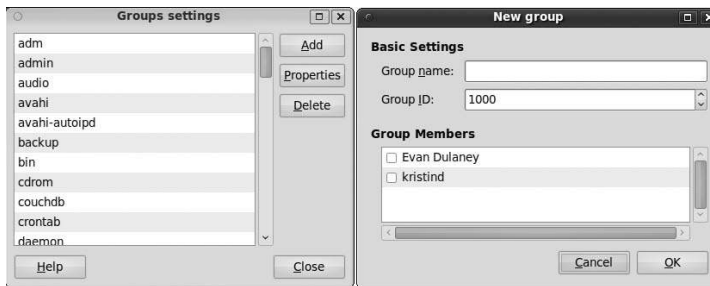 Groups settings
adm
admin
audio
avahi
avahi-autoipd
backup
bin
cdrom
couchdb
crontab
daemon
Add
Properties
Delete
Help
Close
New group
Basic Settings
Group name:
Group ID: 1000
Group Members
Evan Dulaney
kristind
Cancel
OK